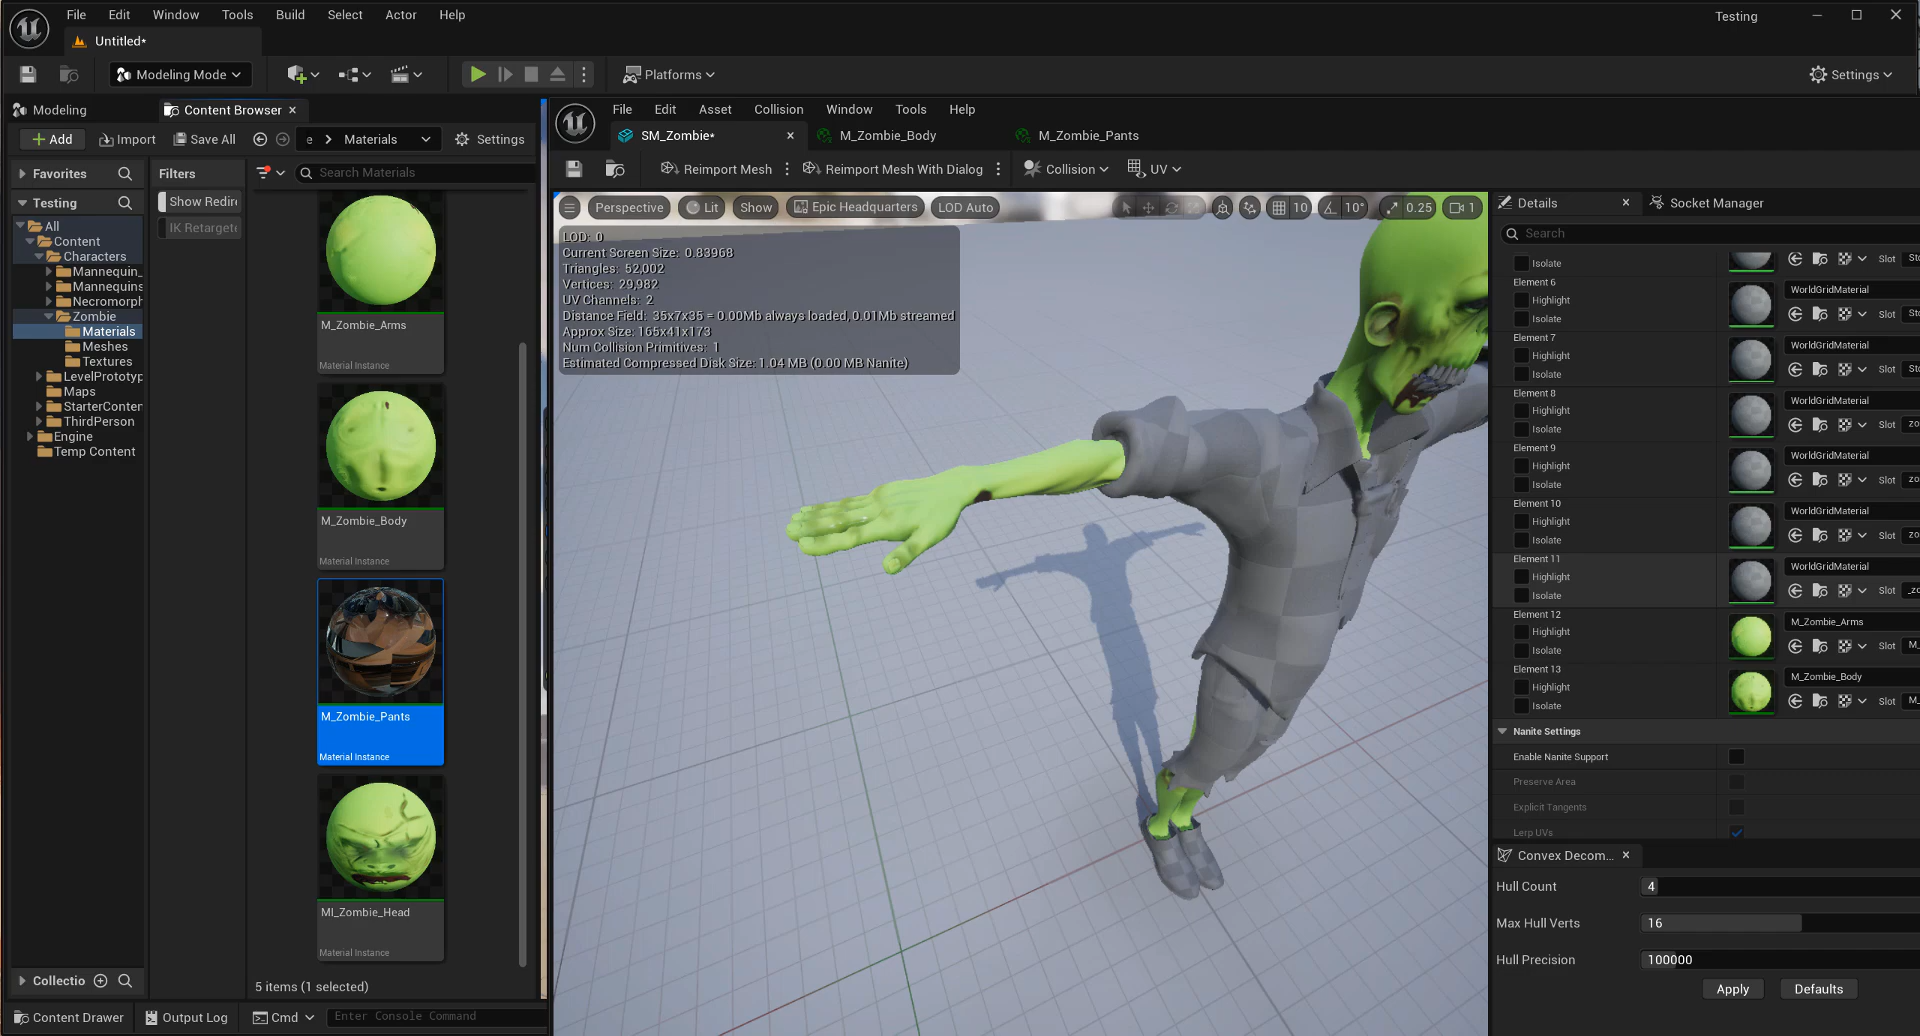 File Edit Window Tools Build Select Actor Help
Testing
Untitled*
Modeling Mode
Platforms
Settings
Modeling
Content Browser
File Edit Asset Collision Window Tools Help
Add Import Save All e Materials Settings
SM_Zombie* M_Zombie_Body M_Zombie_Pants
Reimport Mesh Reimport Mesh With Dialog Collision UV
Favorites
Filters
Search Materials
Testing
Show Redire
IK Retargete
All
Content
Characters
Mannequin_
Mannequins
Necromorph
Zombie
Materials
Meshes
Textures
LevelPrototyp
Maps
StarterConten
ThirdPerson
Engine
Temp Content
M_Zombie_Arms
Material Instance
M_Zombie_Body
Material Instance
M_Zombie_Pants
Material Instance
MI_Zombie_Head
Material Instance
5 items (1 selected)
Collectio
Content Drawer Output Log Cmd Enter Console Command
Perspective Lit Show Epic Headquarters LOD Auto 10 10° 0.25 1
LOD: 0
Current Screen Size: 0.83968
Triangles: 52,002
Vertices: 29,982
UV Channels: 2
Distance Field: 35x7x35 = 0.00Mb always loaded, 0.01Mb streamed
Approx Size: 165x41x173
Num Collision Primitives: 1
Estimated Compressed Disk Size: 1.04 MB (0.00 MB Nanite)
Details Socket Manager
Search
Isolate Slot
Element 6
WorldGridMaterial
Highlight
Isolate Slot
Element 7
WorldGridMaterial
Highlight
Isolate Slot
Element 8
WorldGridMaterial
Highlight
Isolate Slot
Element 9
WorldGridMaterial
Highlight
Isolate Slot
Element 10
WorldGridMaterial
Highlight
Isolate Slot
Element 11
WorldGridMaterial
Highlight
Isolate Slot
Element 12
M_Zombie_Arms
Highlight
Isolate Slot M_
Element 13
M_Zombie_Body
Highlight
Isolate Slot M_
Nanite Settings
Enable Nanite Support
Preserve Area
Explicit Tangents
Lerp UVs
Convex Decom...
Hull Count 4
Max Hull Verts 16
Hull Precision 100000
Apply Defaults